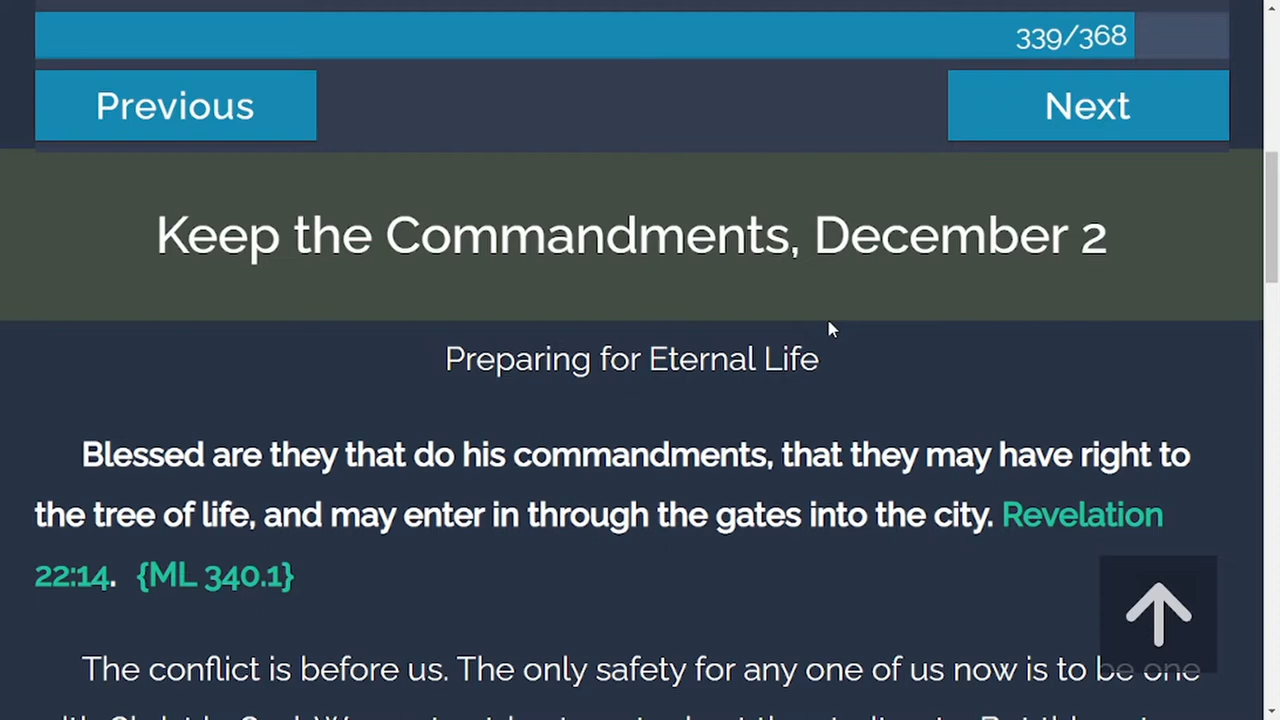 339/368
Previous
Next
Keep the Commandments, December 2
Preparing for Eternal Life
Blessed are they that do his commandments, that they may have right to
the tree of life, and may enter in through the gates into the city. Revelation
22:14. {ML 340.1}
The conflict is before us. The only safety for any one of us now is to be one